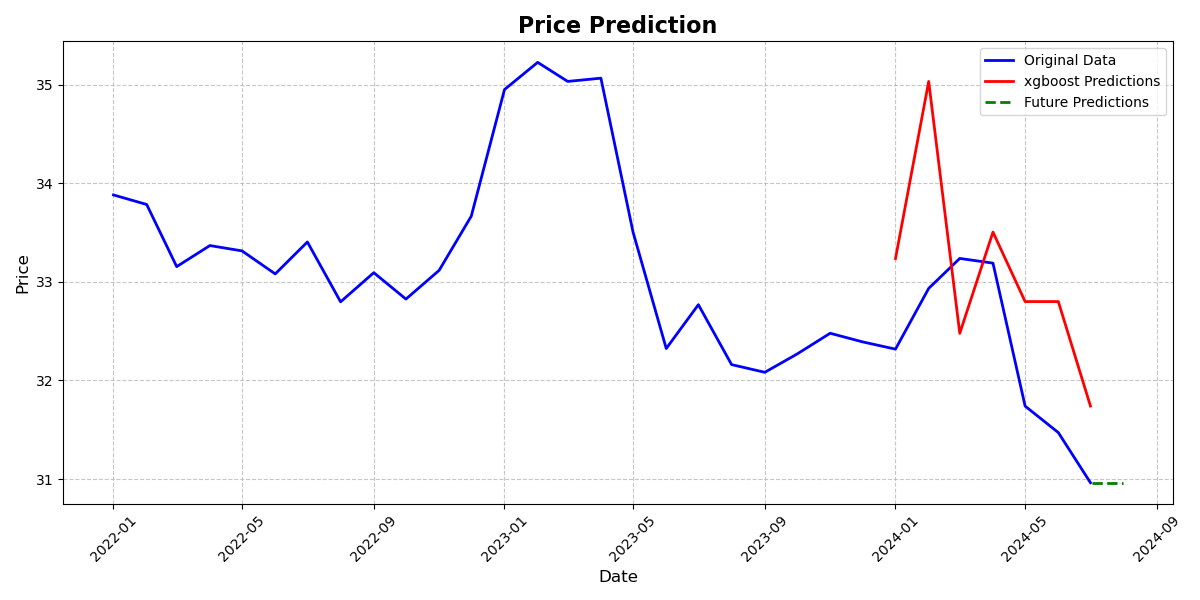 Price Prediction
Original Data
xgboost Predictions
Future Predictions
Price
35
34
33
32
31
2022-01
2022-05
2022-09
2023-01
2023-05
2023-09
2024-01
2024-05
2024-09
Date